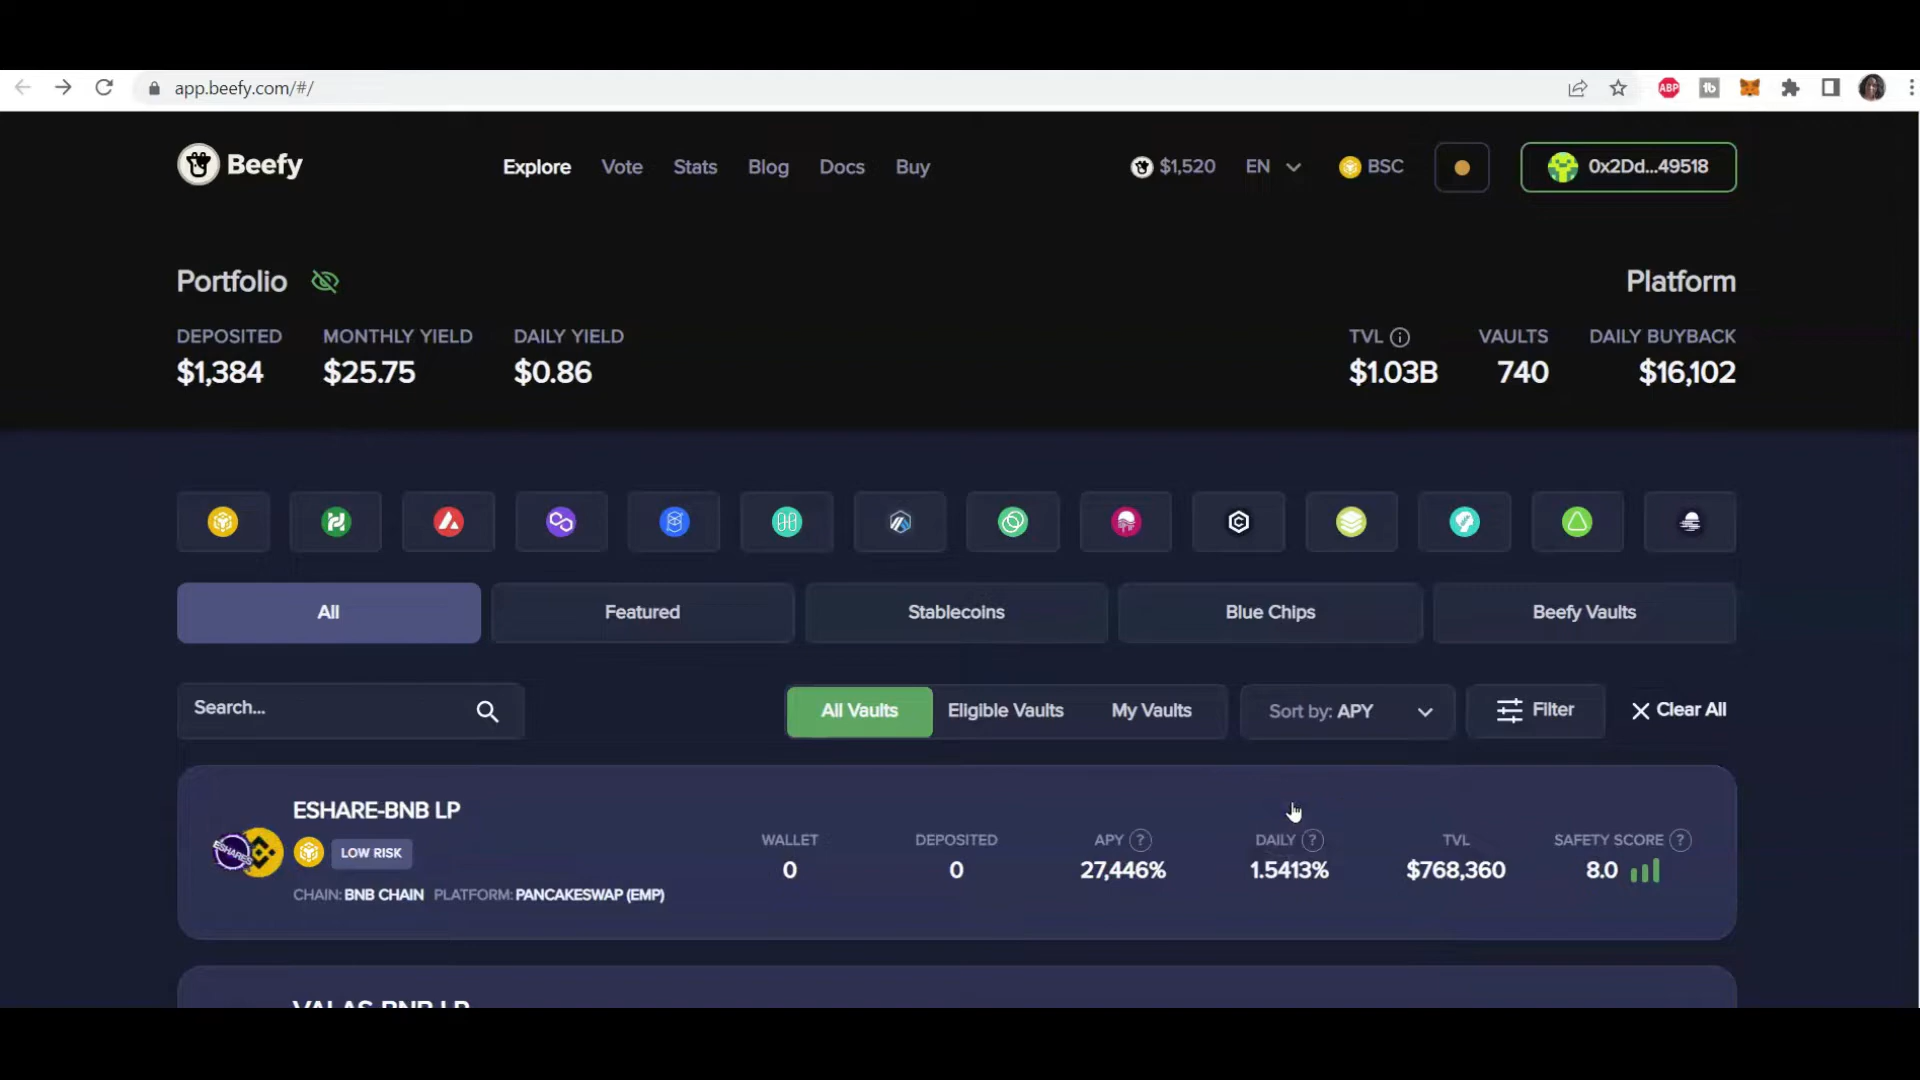 app.beefy.com/#/
ABP
Beefy
Explore Vote Stats Blog Docs Buy
$1,520 EN BSC 0x2Dd...49518
Portfolio
Platform
DEPOSITED MONTHLY YIELD DAILY YIELD
TVL VAULTS DAILY BUYBACK
$1,384 $25.75 $0.86
$1.03B 740 $16,102
All Featured Stablecoins Blue Chips Beefy Vaults
Search... All Vaults Eligible Vaults My Vaults Sort by: APY Filter Clear All
ESHARE-BNB LP
LOW RISK
CHAIN: BNB CHAIN PLATFORM: PANCAKESWAP (EMP)
WALLET DEPOSITED APY ? DAILY ? TVL SAFETY SCORE ?
0 0 27,446% 1.5413% $768,360 8.0
VALAS-BNB LP